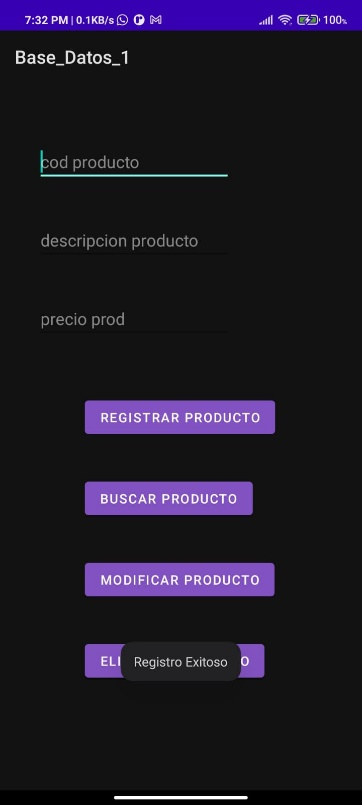 7:32 PM | 0.1KB/s
100%
Base_Datos_1
cod producto
descripcion producto
precio prod
REGISTRAR PRODUCTO
BUSCAR PRODUCTO
MODIFICAR PRODUCTO
Registro Exitoso